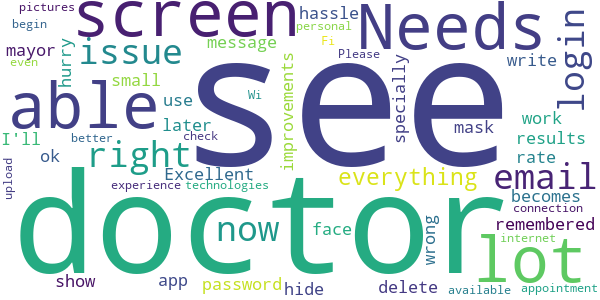 pictures
screen
hassle
Needs
login
begin
personal
mayor
issue
message
Fi
even
hurry
Please
write
able
see
small
improvements
specially
use
Wi
later
check
mask
work
I'll
better
right
results
ok
Excellent
rate
upload
experience
technologies
everything
email
becomes
doctor
connection
now
face
wrong
remembered
lot
internet
show
app
password
hide
delete
available
appointment